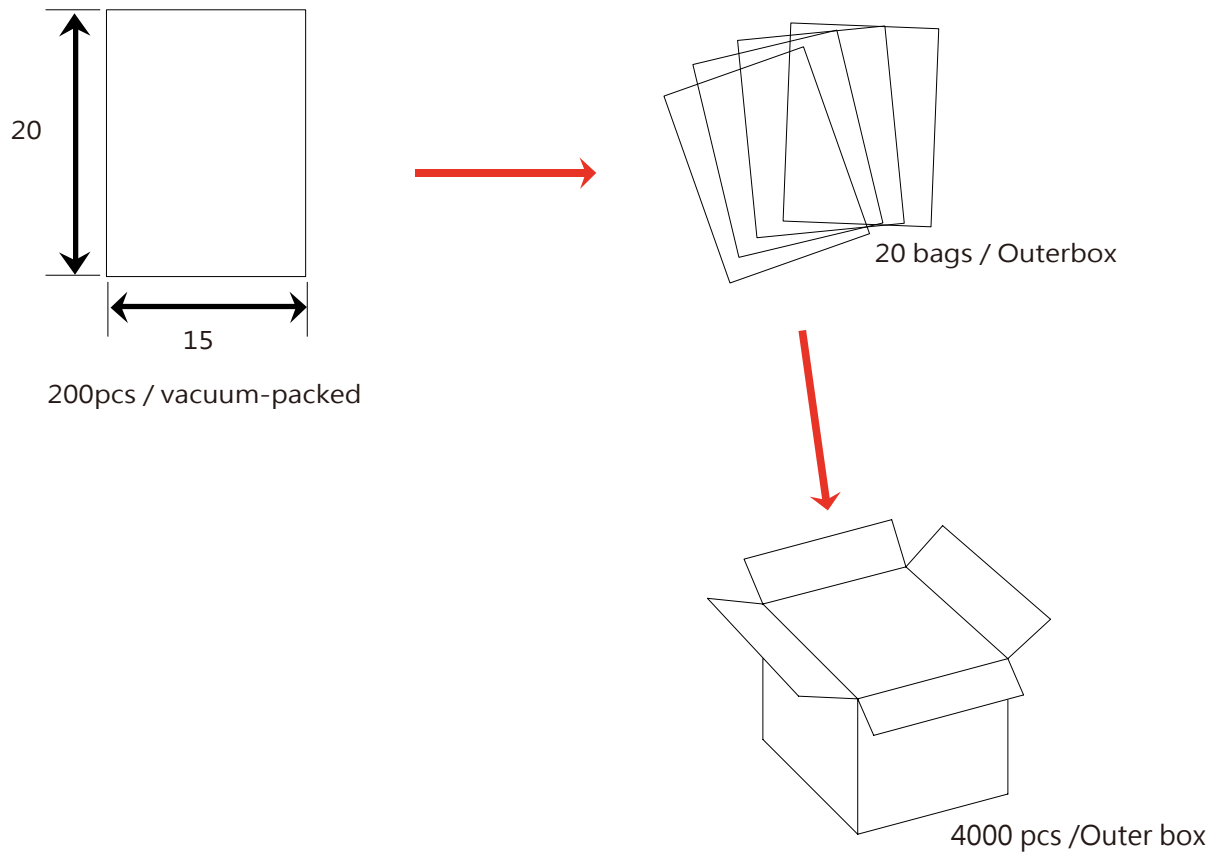 20
15
200pcs / vacuum-packed
20 bags / Outerbox
4000 pcs /Outer box